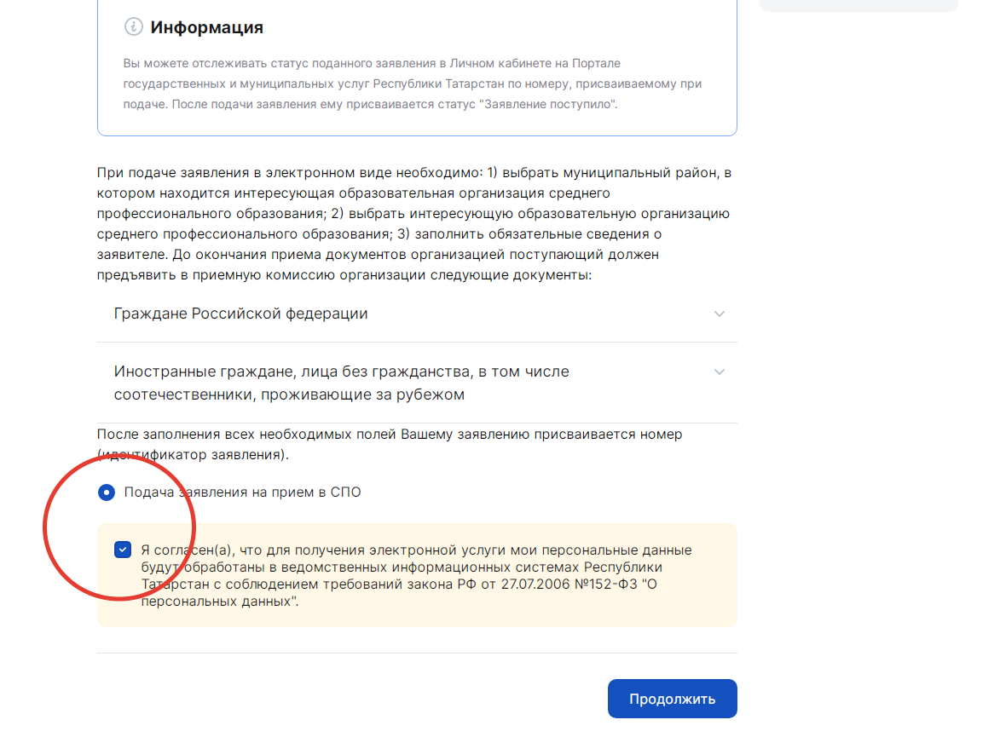 Информация
Вы можете отслеживать статус поданного заявления в Личном кабинете на Портале
государственных и муниципальных услуг Республики Татарстан по номеру, присваиваемому при
подаче. После подачи заявления ему присваивается статус "Заявление поступило".
При подаче заявления в электронном виде необходимо: 1) выбрать муниципальный район, в
котором находится интересующая образовательная организация среднего
профессионального образования; 2) выбрать интересующую образовательную организацию
среднего профессионального образования; 3) заполнить обязательные сведения о
заявителе. До окончания приема документов организацией поступающий должен
предъявить в приемную комиссию организации следующие документы:
Граждане Российской федерации
Иностранные граждане, лица без гражданства, в том числе
соотечественники, проживающие за рубежом
После заполнения всех необходимых полей Вашему заявлению присваивается номер
(идентификатор заявления).
Подача заявления на прием в СПО
Я согласен(а), что для получения электронной услуги мои персональные данные
будут обработаны в ведомственных информационных системах Республики
Татарстан с соблюдением требований закона РФ от 27.07.2006 №152-ФЗ "О
персональных данных".
Продолжить